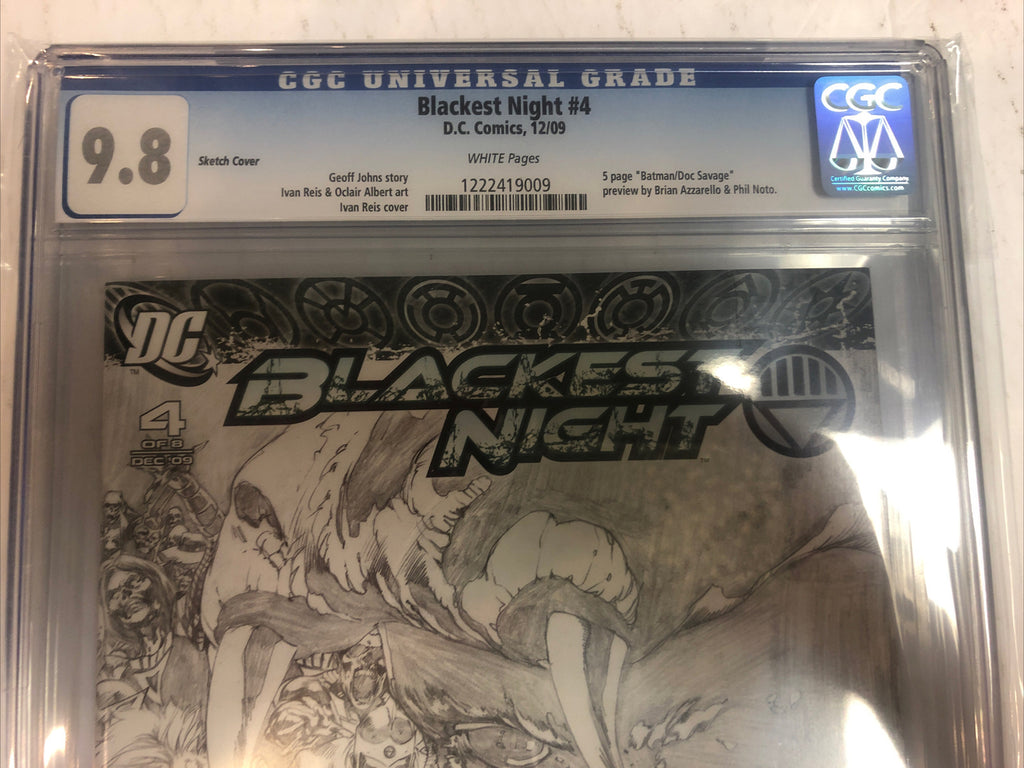 CGC UNIVERSAL GRADE
9.8
Sketch Cover
Blackest Night #4
D.C. Comics, 12/09
WHITE Pages
Geoff Johns story
Ivan Reis & Oclair Albert art
Ivan Reis cover
1222419009
5 page "Batman/Doc Savage"
preview by Brian Azzarello & Phil Noto.
CGC
Certified Guaranty Company
www.CGCcomics.com
DC
TM
BLACKEST
NIGHT
TM
4
OF 8
DEC '09